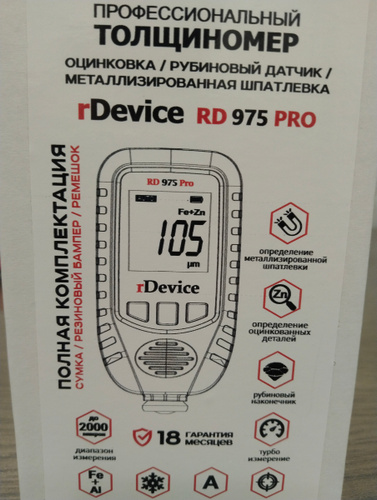 ПРОФЕССИОНАЛЬНЫЙ
ТОЛЩИНОМЕР
ОЦИНКОВКА / РУБИНОВЫЙ ДАТЧИК /
МЕТАЛЛИЗИРОВАННАЯ ШПАТЛЕВКА
rDevice RD 975 PRO
ПОЛНАЯ КОМПЛЕКТАЦИЯ
СУМКА / РЕЗИНОВЫЙ БАМПЕР / РЕМЕШОК
RD 975 Pro
Fe+Zn
105
µm
rDevice
определение
металлизированной
шпатлевки
Zn
определение
оцинкованных
деталей
рубиновый
наконечник
до
2000
микрон
диапазон
измерения
18 ГАРАНТИЯ
МЕСЯЦЕВ
турбо
измерение
Fe
+
Al
A